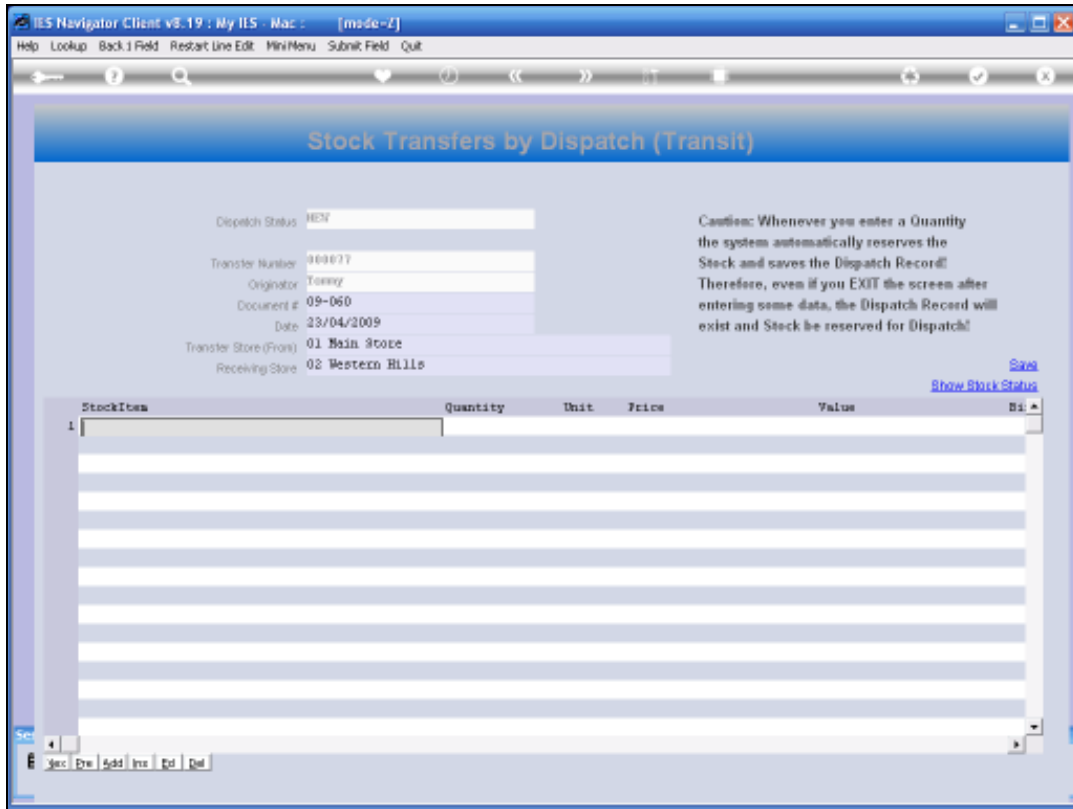 IES Navigator Client v8.19 : My IES - Mac : [mode=Z]
Help Lookup Back 1 Field Restart Line Edit MiniMenu Submit Field Quit
Stock Transfers by Dispatch (Transit)
Dispatch Status NEW
Transfer Number 000077
Originator Tommy
Document # 09-060
Date 23/04/2009
Transfer Store (From) 01 Main Store
Receiving Store 02 Western Hills
Caution: Whenever you enter a Quantity
the system automatically reserves the
Stock and saves the Dispatch Record!
Therefore, even if you EXIT the screen after
entering some data, the Dispatch Record will
exist and Stock be reserved for Dispatch!
Save
Show Stock Status
StockItem Quantity Unit Price Value Bi
1
Pre Add Ins Ed Del